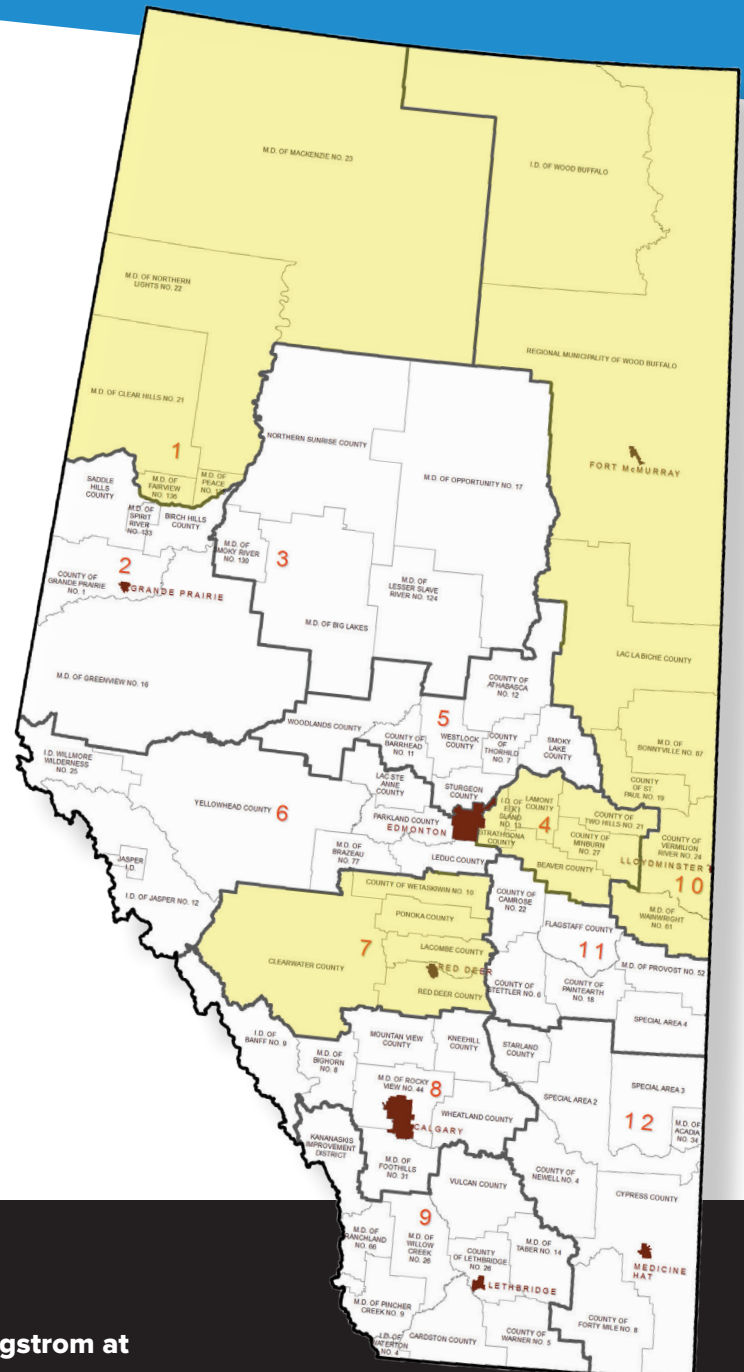 M.D. OF MACKENZIE NO. 23
I.D. OF WOOD BUFFALO
M.D. OF NORTHERN
LIGHTS NO. 22
REGIONAL MUNICIPALITY OF WOOD BUFFALO
M.D. OF CLEAR HILLS NO. 21
1
NORTHERN SUNRISE COUNTY
FORT McMURRAY
M.D. OF OPPORTUNITY NO. 17
SADDLE
HILLS
COUNTY
M.D. OF
FAIRVIEW
NO. 136
M.D. OF
PEACE
M.D. OF
SPIRIT
RIVER
NO. 133
BIRCH HILLS
COUNTY
M.D. OF
MOKY RIVER
NO. 130
3
2
COUNTY OF
GRANDE PRAIRIE
NO. 1
GRANDE PRAIRIE
M.D. OF
LESSER SLAVE
RIVER NO. 124
M.D. OF BIG LAKES
LAC LA BICHE COUNTY
M.D. OF GREENVIEW NO. 16
COUNTY OF
ATHABASCA
NO. 12
WOODLANDS COUNTY
5
COUNTY OF
BARRHEAD
NO. 11
WESTLOCK
COUNTY
COUNTY
OF
THORHILD
NO. 7
SMOKY
LAKE
COUNTY
M.D. OF
BONNYVILLE NO. 87
I.D. WILLMORE
WILDERNESS
NO. 25
LAC STE
ANNE
COUNTY
STURGEON
COUNTY
COUNTY
OF ST.
PAUL NO. 19
YELLOWHEAD COUNTY
6
PARKLAND COUNTY
EDMONTON
I.D. OF
ELK
ISLAND
NO. 13
LAMONT
COUNTY
4
COUNTY OF
TWO HILLS NO. 21
STRATHCONA
COUNTY
COUNTY OF
MINBURN
NO. 27
COUNTY OF
VERMILION
RIVER NO. 24
LLOYDMINSTER
10
JASPER
I.D.
M.D. OF
BRAZEAU
NO. 77
LEDUC COUNTY
BEAVER COUNTY
I.D. OF JASPER NO. 12
COUNTY OF WETASKIWIN NO. 10
COUNTY OF
CAMROSE
NO. 22
M.D. OF
WAINWRIGHT
NO. 61
PONOKA COUNTY
FLAGSTAFF COUNTY
11
7
LACOMBE COUNTY
CLEARWATER COUNTY
RED DEER
M.D. OF PROVOST NO. 52
RED DEER COUNTY
COUNTY OF
STETTLER NO. 6
COUNTY OF
PAINTEARTH
NO. 18
SPECIAL AREA 4
I.D. OF
BANFF NO. 9
MOUNTAIN VIEW
COUNTY
KNEEHILL
COUNTY
STARLAND
COUNTY
M.D. OF
BIGHORN
NO. 8
M.D. OF ROCKY
VIEW NO. 44
8
SPECIAL AREA 2
SPECIAL AREA 3
12
M.D. OF
ACADIA
NO. 34
WHEATLAND COUNTY
CALGARY
KANANASKIS
IMPROVEMENT
DISTRICT
M.D. OF
FOOTHILLS
NO. 31
VULCAN COUNTY
COUNTY OF
NEWELL NO. 4
CYPRESS COUNTY
9
M.D. OF
RANCHLAND
NO. 66
M.D. OF
WILLOW
CREEK
NO. 26
COUNTY
OF LETHBRIDGE
NO. 26
M.D. OF
TABER NO. 14
MEDICINE
HAT
LETHBRIDGE
M.D. OF PINCHER
CREEK NO. 9
COUNTY OF
FORTY MILE NO. 8
I.D. OF
WATERTON
NO. 4
CARDSTON COUNTY
COUNTY OF
WARNER NO. 5
gstrom at